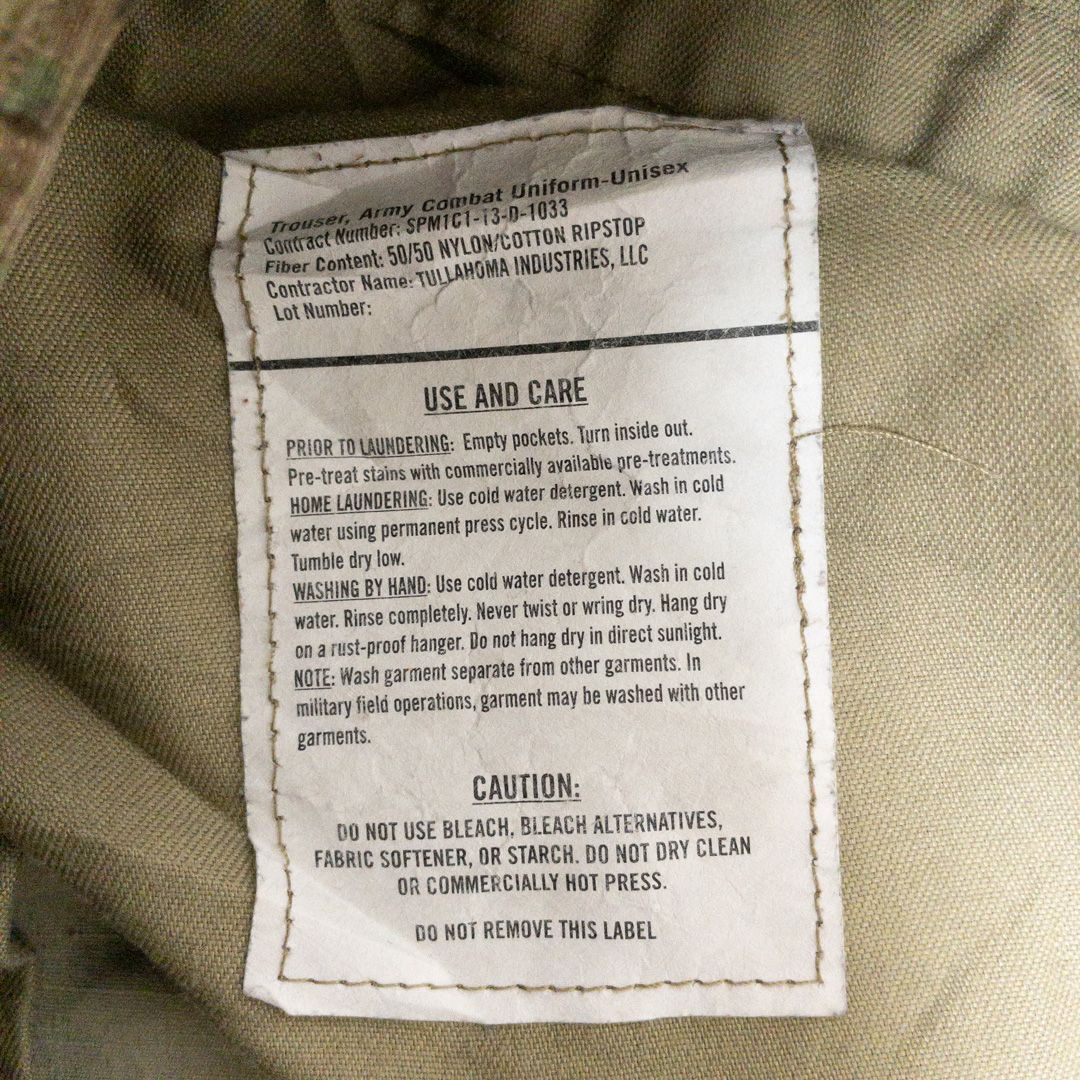 Trouser, Army Combat Uniform-Unisex
Contract Number: SPM1C1-13-D-1033
Fiber Content: 50/50 NYLON/COTTON RIPSTOP
Contractor Name: TULLAHOMA INDUSTRIES, LLC
Lot Number:
USE AND CARE
PRIOR TO LAUNDERING: Empty pockets. Turn inside out.
Pre-treat stains with commercially available pre-treatments.
HOME LAUNDERING: Use cold water detergent. Wash in cold
water using permanent press cycle. Rinse in cold water.
Tumble dry low.
WASHING BY HAND: Use cold water detergent. Wash in cold
water. Rinse completely. Never twist or wring dry. Hang dry
on a rust-proof hanger. Do not hang dry in direct sunlight.
NOTE: Wash garment separate from other garments. In
military field operations, garment may be washed with other
garments.
CAUTION:
DO NOT USE BLEACH, BLEACH ALTERNATIVES,
FABRIC SOFTENER, OR STARCH. DO NOT DRY CLEAN
OR COMMERCIALLY HOT PRESS.
DO NOT REMOVE THIS LABEL